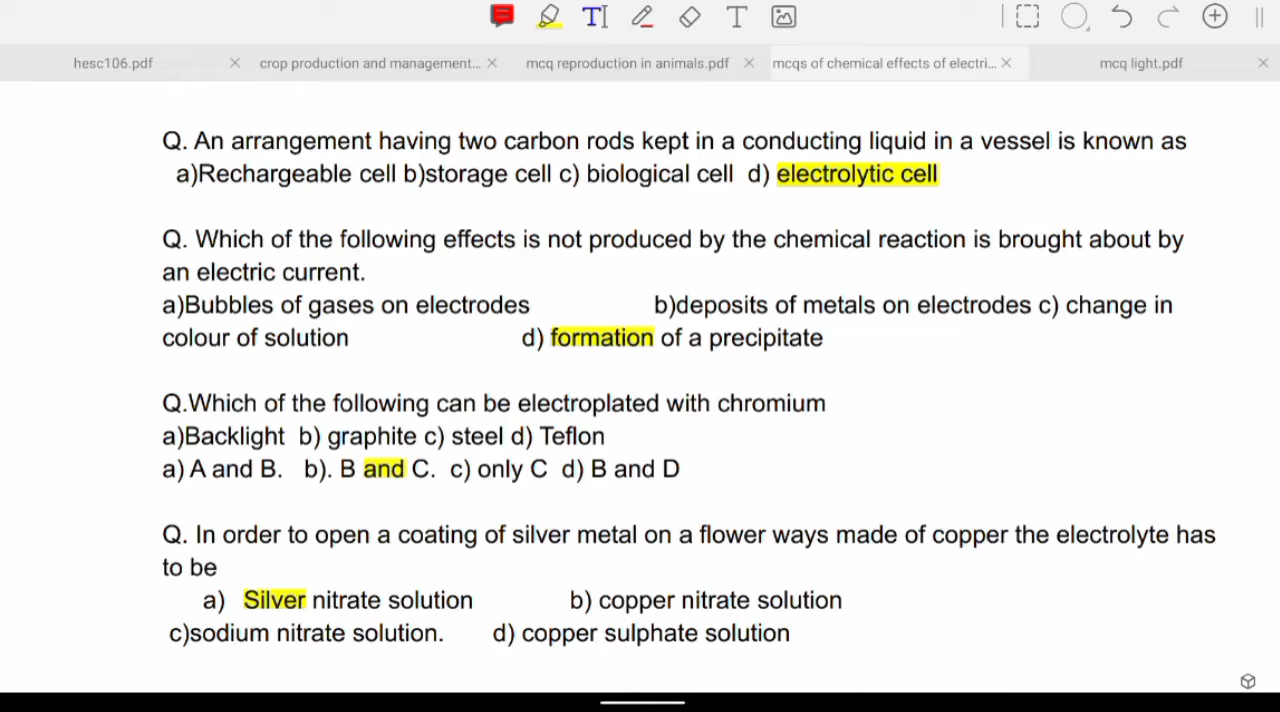 hesc106.pdf crop production and management... mcq reproduction in animals.pdf mcqs of chemical effects of electri... mcq light.pdf
Q. An arrangement having two carbon rods kept in a conducting liquid in a vessel is known as
a)Rechargeable cell b)storage cell c) biological cell d) electrolytic cell
Q. Which of the following effects is not produced by the chemical reaction is brought about by
an electric current.
a)Bubbles of gases on electrodes b)deposits of metals on electrodes c) change in
colour of solution d) formation of a precipitate
Q.Which of the following can be electroplated with chromium
a)Backlight b) graphite c) steel d) Teflon
a) A and B. b). B and C. c) only C d) B and D
Q. In order to open a coating of silver metal on a flower ways made of copper the electrolyte has
to be
a) Silver nitrate solution b) copper nitrate solution
c)sodium nitrate solution. d) copper sulphate solution